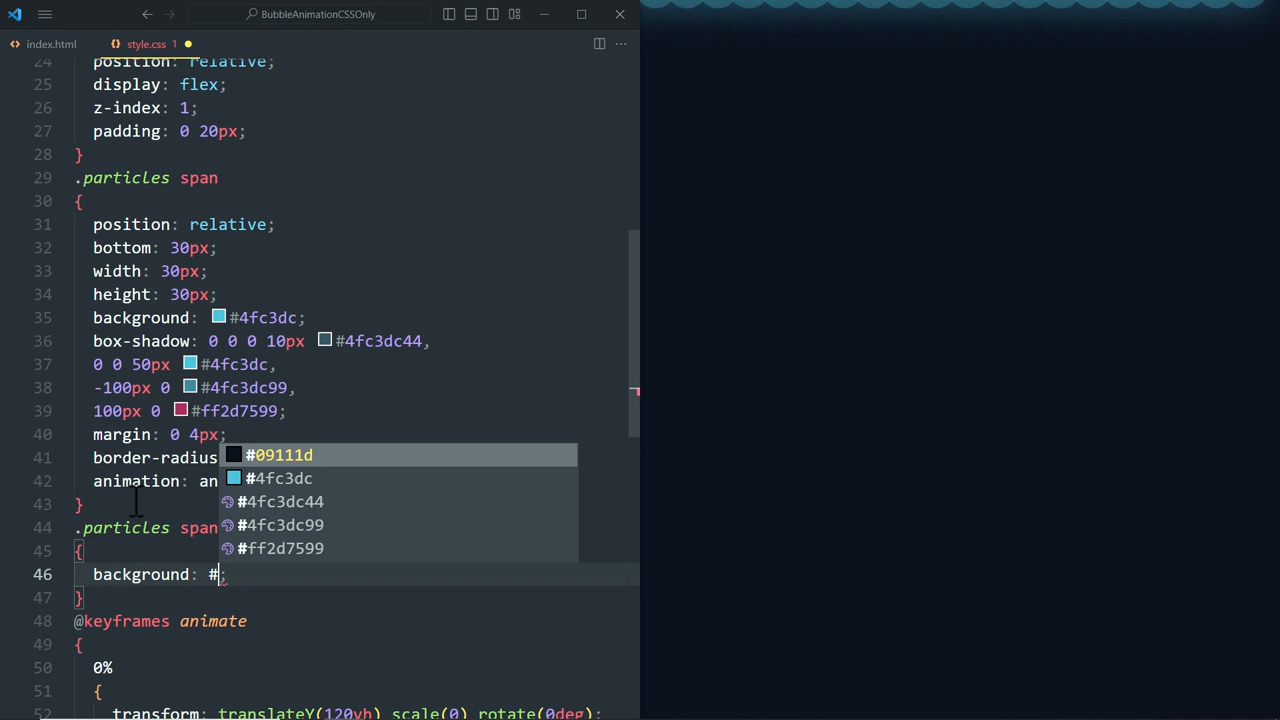 BubbleAnimationCSSOnly
index.html
style.css 1
24 position: relative;
25 display: flex;
26 z-index: 1;
27 padding: 0 20px;
28 }
29 .particles span
30 {
31 position: relative;
32 bottom: 30px;
33 width: 30px;
34 height: 30px;
35 background: #4fc3dc;
36 box-shadow: 0 0 0 10px #4fc3dc44,
37 0 0 50px #4fc3dc,
38 -100px 0 #4fc3dc99,
39 100px 0 #ff2d7599;
40 margin: 0 4px;
41 border-radius #09111d
42 animation: an #4fc3dc
43 } #4fc3dc44
44 .particles span #4fc3dc99
45 { #ff2d7599
46 background: #;
47 }
48 @keyframes animate
49 {
50 0%
51 {
52 transform: translateY(120vh) scale(0) rotate(0deg);